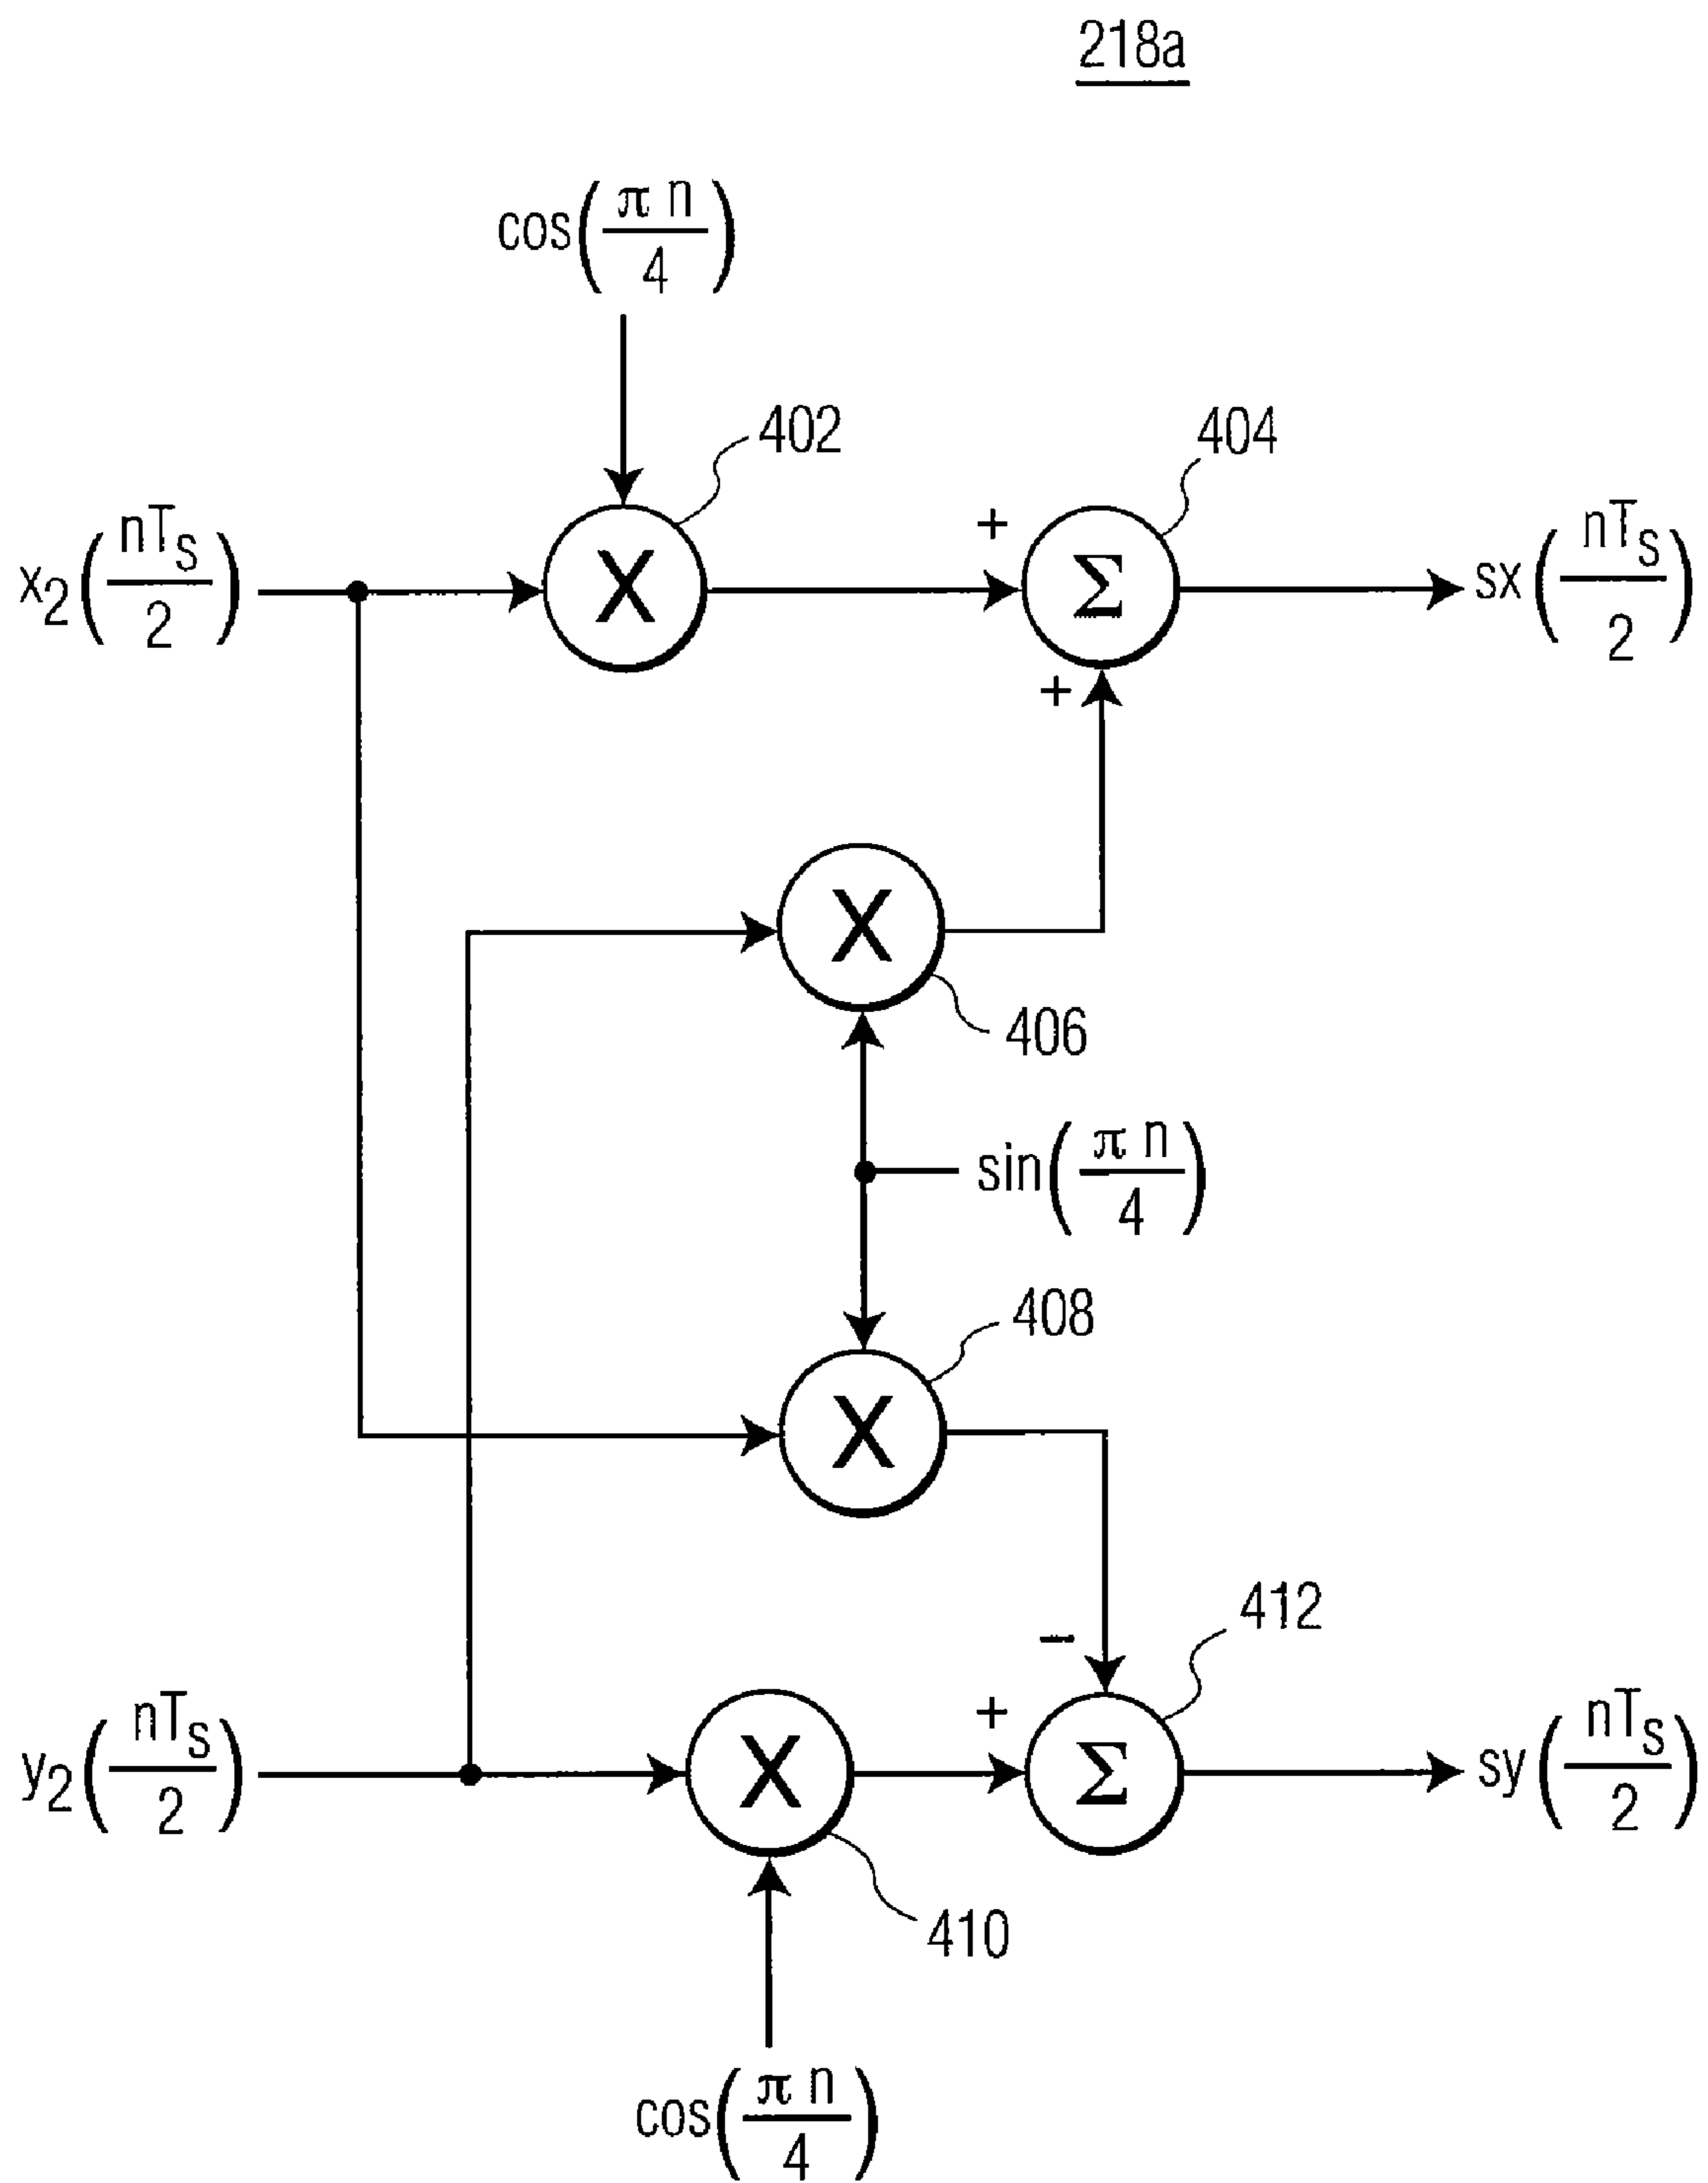 218a
cos(πn/4)
402
404
x₂(nTₛ/2)
+
X
Σ
sx(nTₛ/2)
+
X
406
sin(πn/4)
408
X
412
−
+
y₂(nTₛ/2)
X
Σ
sy(nTₛ/2)
410
cos(πn/4)